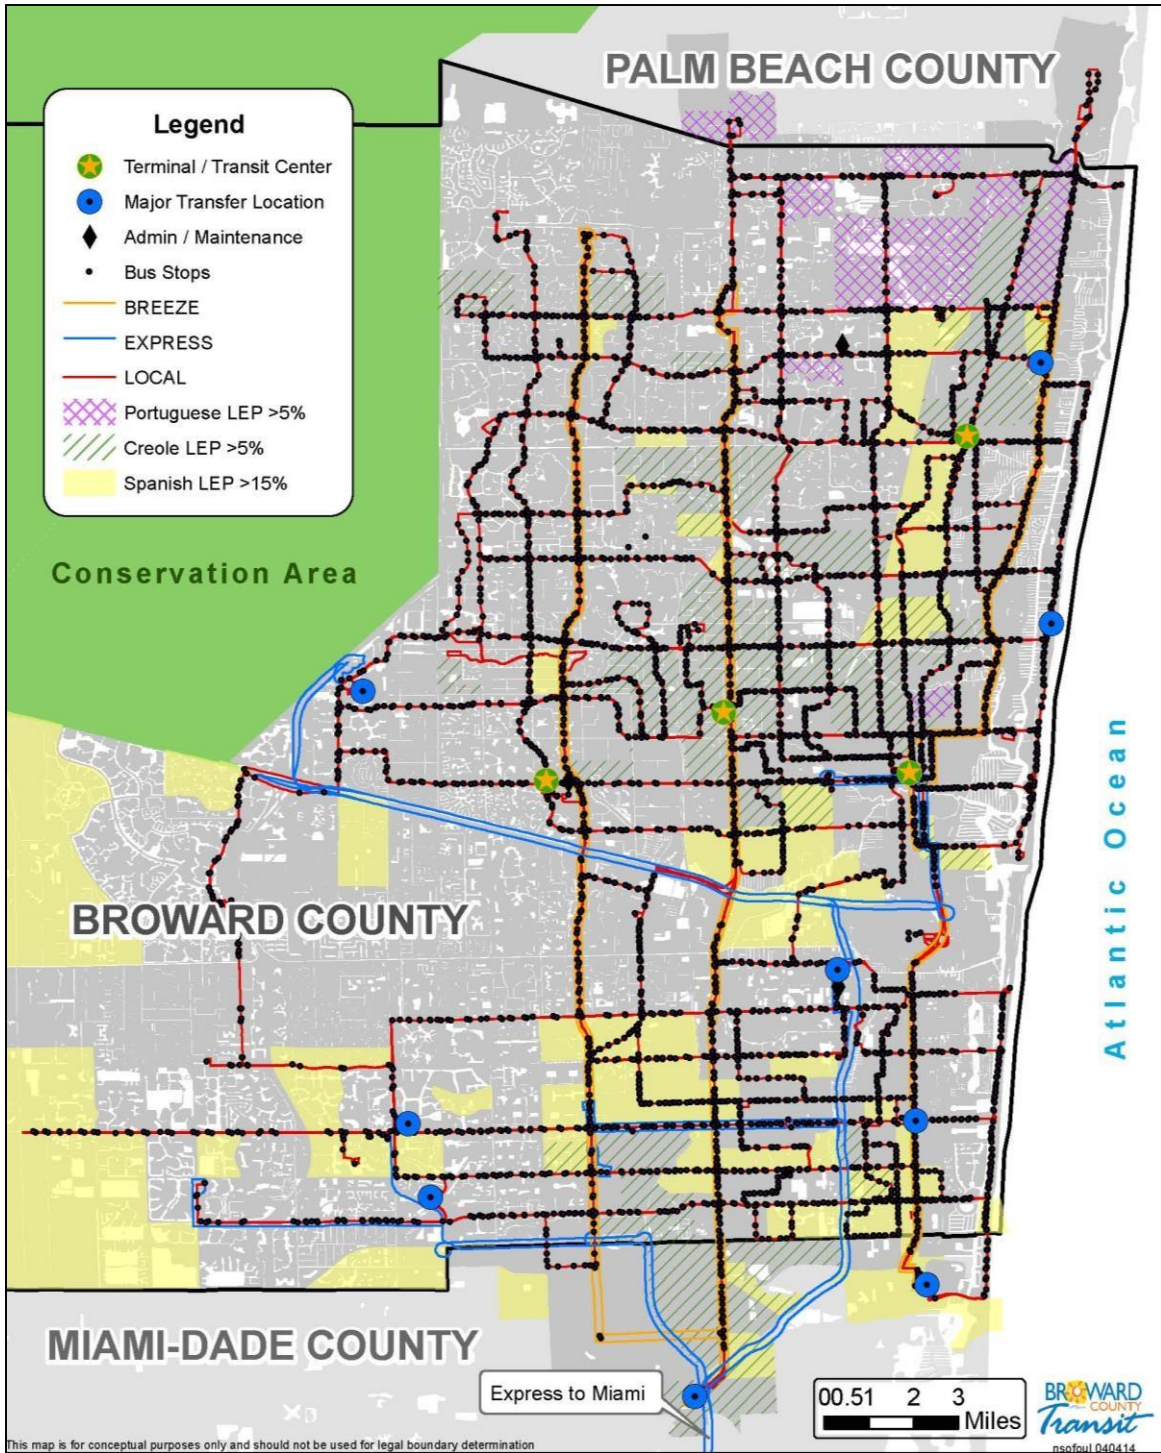 PALM BEACH COUNTY
Legend
Terminal / Transit Center
Major Transfer Location
Admin / Maintenance
Bus Stops
BREEZE
EXPRESS
LOCAL
Portuguese LEP >5%
Creole LEP >5%
Spanish LEP >15%
Conservation Area
Atlantic Ocean
BROWARD COUNTY
MIAMI-DADE COUNTY
Express to Miami
00.51 2 3
Miles
BROWARD
COUNTY
Transit
This map is for conceptual purposes only and should not be used for legal boundary determination
nsofoul 040414